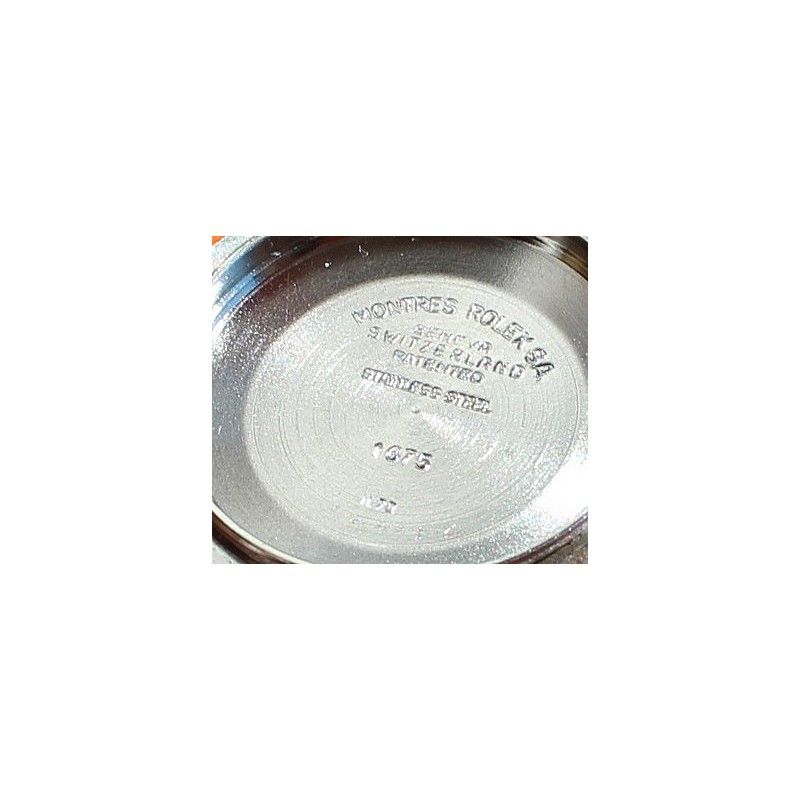 MONTRES ROLEX SA
GENEVA
SWITZERLAND
PATENTED
STAINLESS STEEL
1675